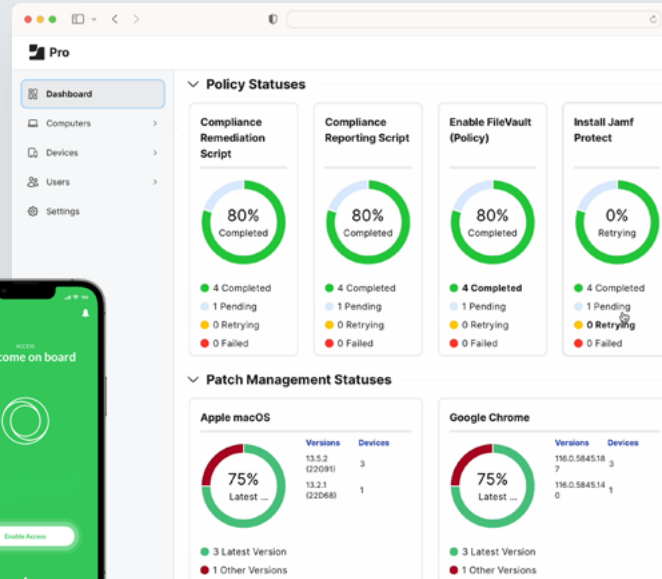 Pro
Dashboard
Computers
Devices
Users
Settings
Policy Statuses
Compliance
Remediation
Script
80%
Completed
4 Completed
1 Pending
0 Retrying
0 Failed
Compliance
Reporting Script
80%
Completed
4 Completed
1 Pending
0 Retrying
0 Failed
Enable FileVault
(Policy)
80%
Completed
4 Completed
1 Pending
0 Retrying
0 Failed
Install Jamf
Protect
0%
Retrying
4 Completed
1 Pending
0 Retrying
0 Failed
Patch Management Statuses
Apple macOS
75%
Latest ...
Versions Devices
13.5.2
(22G91)
3
13.2.1
(22D68)
1
3 Latest Version
1 Other Versions
Google Chrome
75%
Latest ...
Versions Devices
116.0.5845.18
7
3
116.0.5845.14
0
1
3 Latest Version
1 Other Versions
ACCESS
come on board
Enable Access